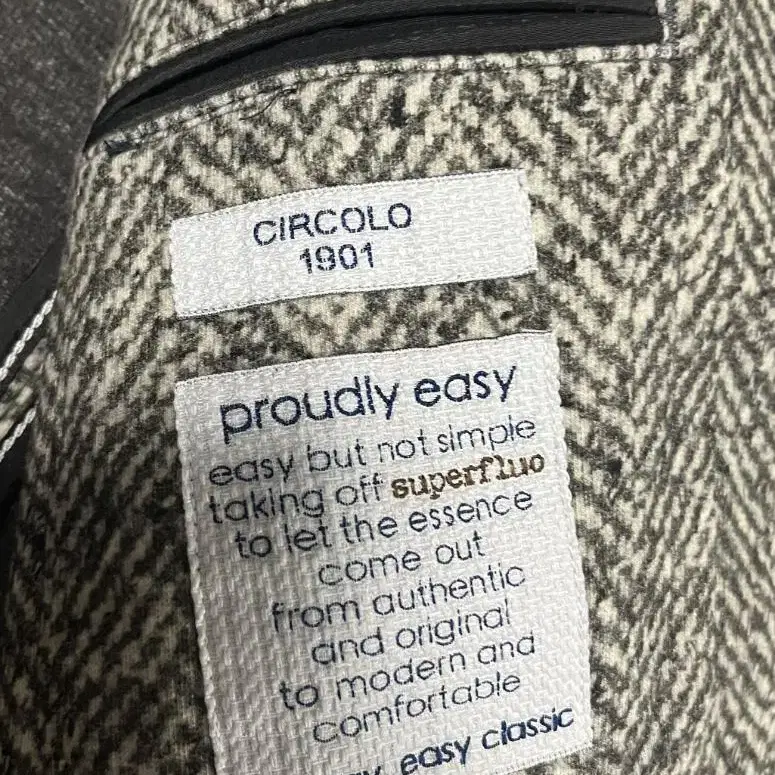 CIRCOLO
1901
proudly easy
easy but not simple
taking off superfluo
to let the essence
come out
from authentic
and original
to modern and
comfortable
easy classic